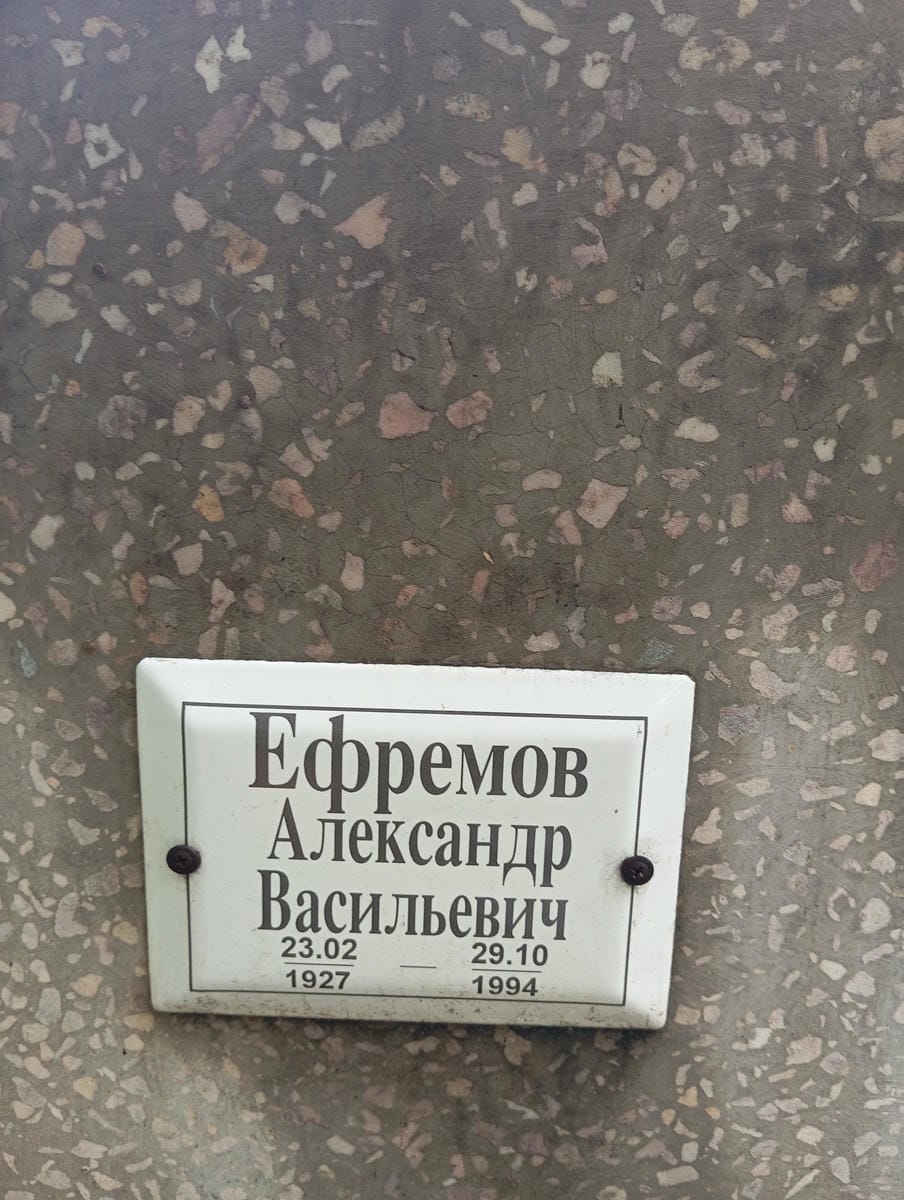 Ефремов
Александр
Васильевич
23.02 — 29.10
1927 1994